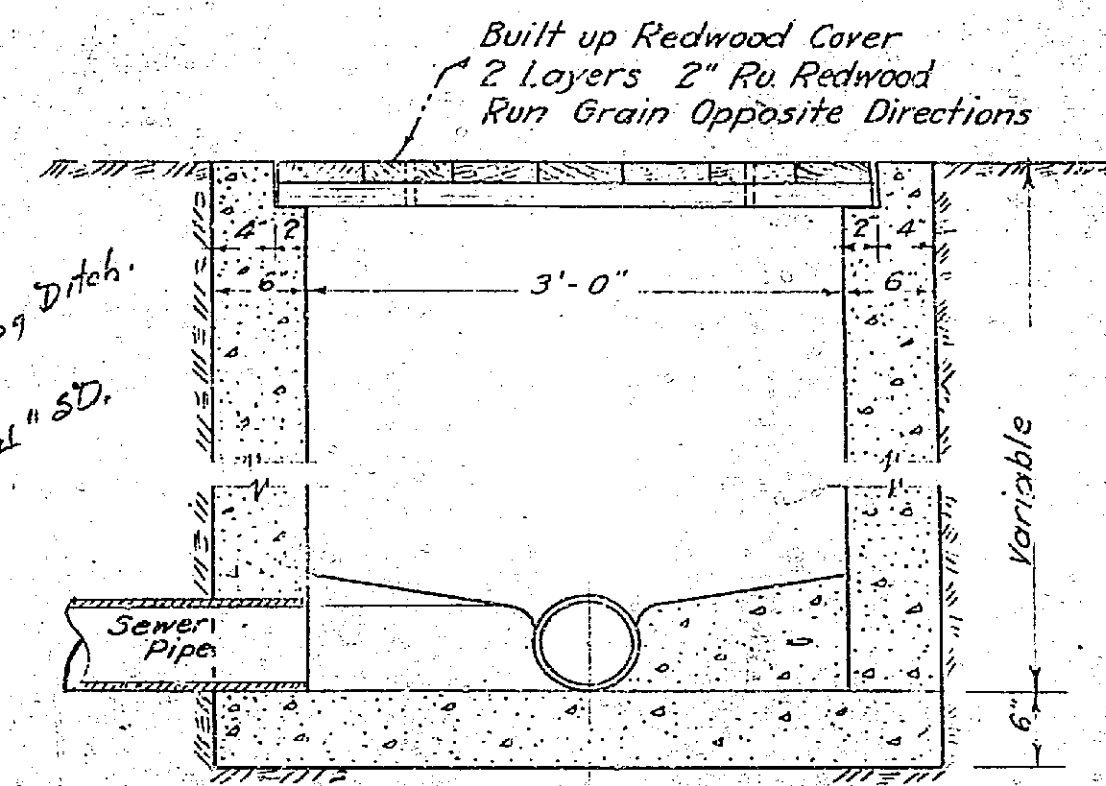 Built up Redwood Cover
2 Layers 2" Ru. Redwood
Run Grain Opposite Directions
4" 2" 2" 4"
6" 3'-0" 6"
Ditch.
SD.
Variable
Sewer
Pipe
6"